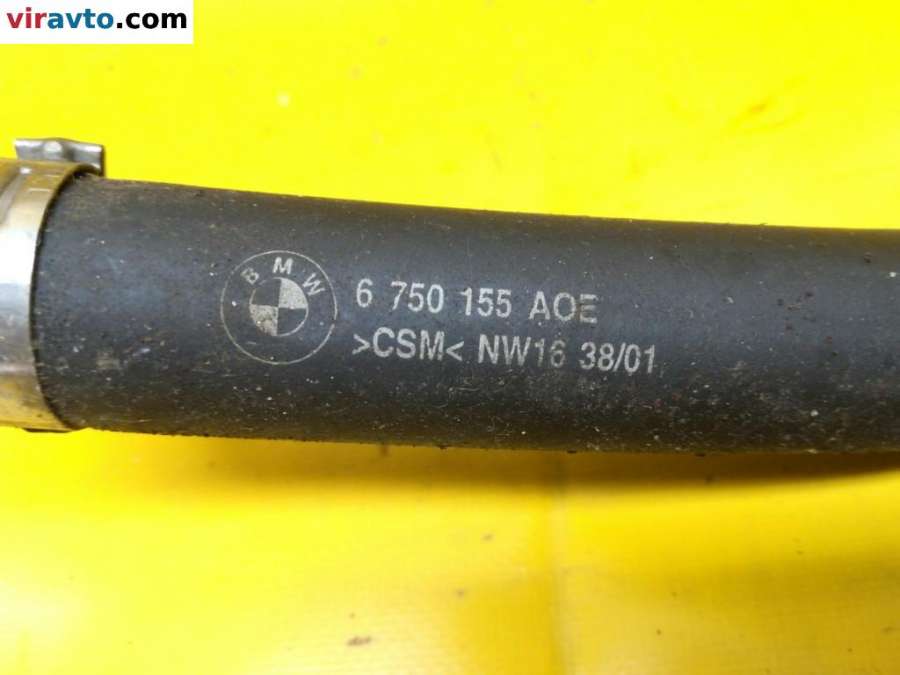 viravto.com
BMW
6 750 155 AOE
>CSM< NW16 38/01